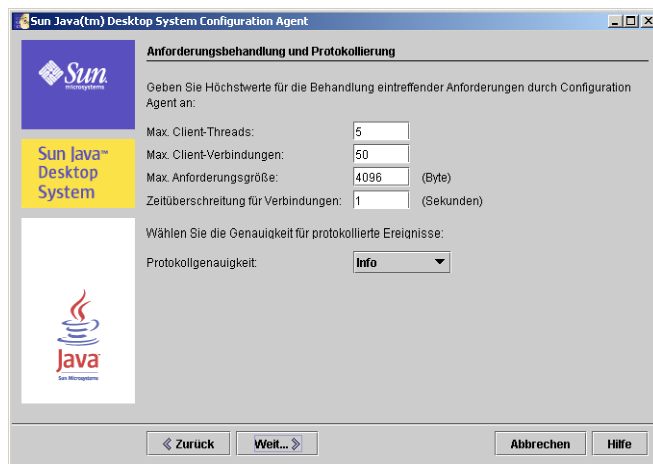 Sun Java(tm) Desktop System Configuration Agent
Sun
microsystems
Sun Java™
Desktop
System
Java
Sun Microsystems
Anforderungsbehandlung und Protokollierung
Geben Sie Höchstwerte für die Behandlung eintreffender Anforderungen durch Configuration
Agent an:
Max. Client-Threads: 5
Max. Client-Verbindungen: 50
Max. Anforderungsgröße: 4096 (Byte)
Zeitüberschreitung für Verbindungen: 1 (Sekunden)
Wählen Sie die Genauigkeit für protokollierte Ereignisse:
Protokollgenauigkeit: Info
Zurück Weit... Abbrechen Hilfe